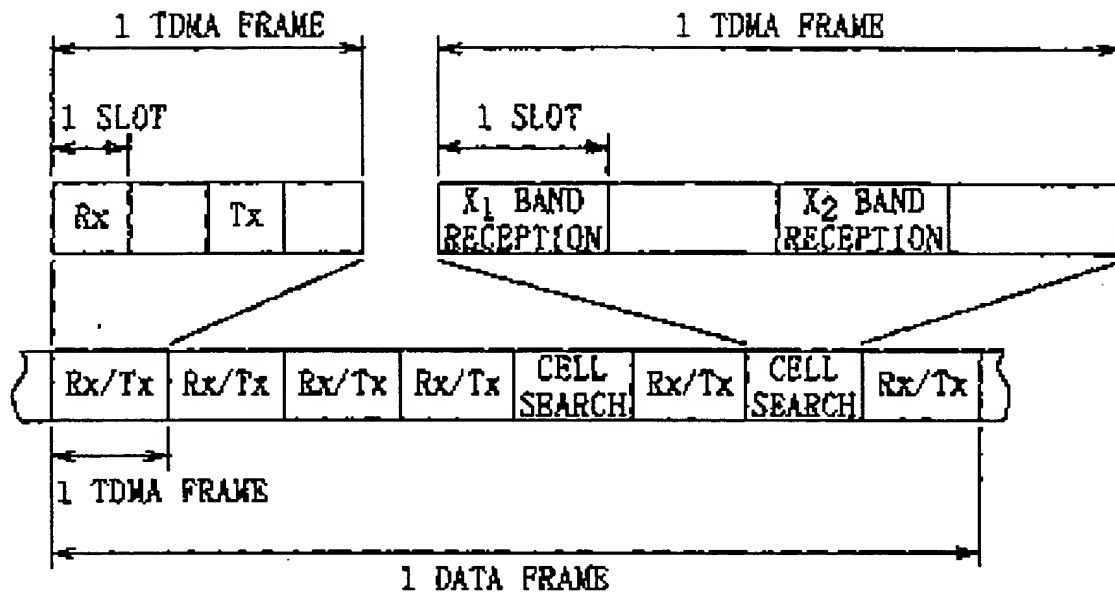 1 TDMA FRAME
1 TDMA FRAME
1 SLOT
1 SLOT
Rx
Tx
X1 BAND
RECEPTION
X2 BAND
RECEPTION
Rx/Tx
Rx/Tx
Rx/Tx
Rx/Tx
CELL
SEARCH
Rx/Tx
CELL
SEARCH
Rx/Tx
1 TDMA FRAME
1 DATA FRAME